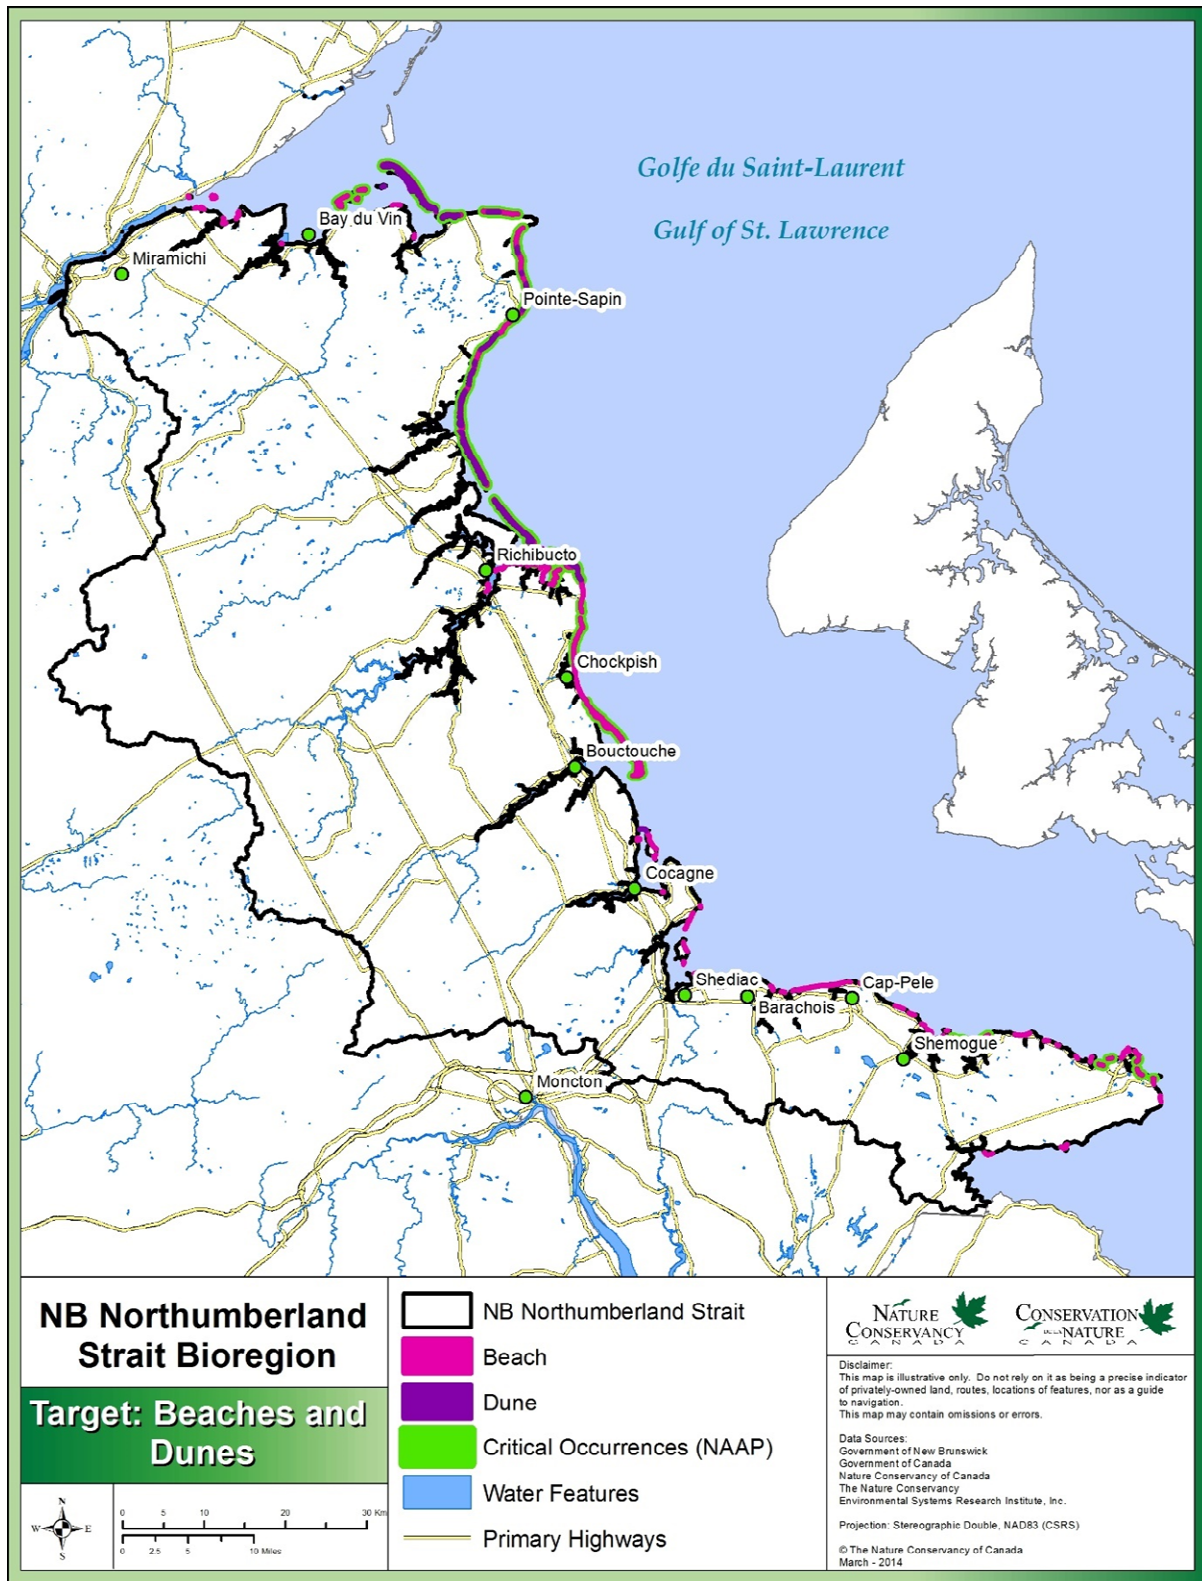 Golfe du Saint-Laurent
Gulf of St. Lawrence
Bay du Vin
Miramichi
Pointe-Sapin
Richibucto
Chockpish
Bouctouche
Cocagne
Shediac
Cap-Pele
Barachois
Shemogue
Moncton
NB Northumberland
Strait Bioregion
Target: Beaches and
Dunes
N
W E
S
0 5 10 20 30 Km
0 2.5 5 10 Miles
NB Northumberland Strait
Beach
Dune
Critical Occurrences (NAAP)
Water Features
Primary Highways
NATURE
CONSERVANCY
CANADA
CONSERVATION
DE LA NATURE
CANADA
Disclaimer:
This map is illustrative only. Do not rely on it as being a precise indicator
of privately-owned land, routes, locations of features, nor as a guide
to navigation.
This map may contain omissions or errors.
Data Sources:
Government of New Brunswick
Government of Canada
Nature Conservancy of Canada
The Nature Conservancy
Environmental Systems Research Institute, Inc.
Projection: Stereographic Double, NAD83 (CSRS)
© The Nature Conservancy of Canada
March - 2014